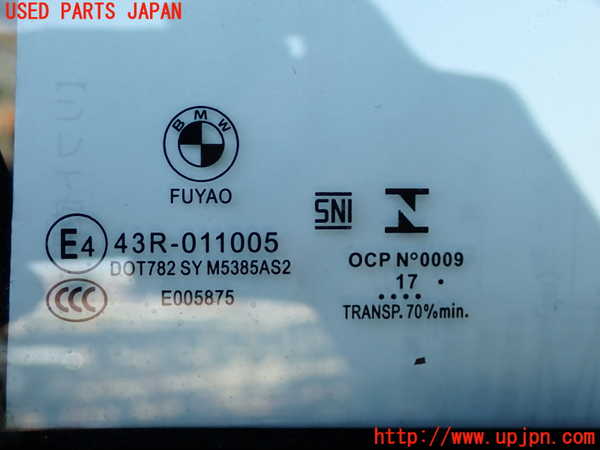 USED PARTS JAPAN
BMW
FUYAO
E4 43R-011005
DOT782 SY M5385AS2
CCC E005875
SNI N
OCP N°0009
17
TRANSP. 70%min.
http://www.upjpn.com/